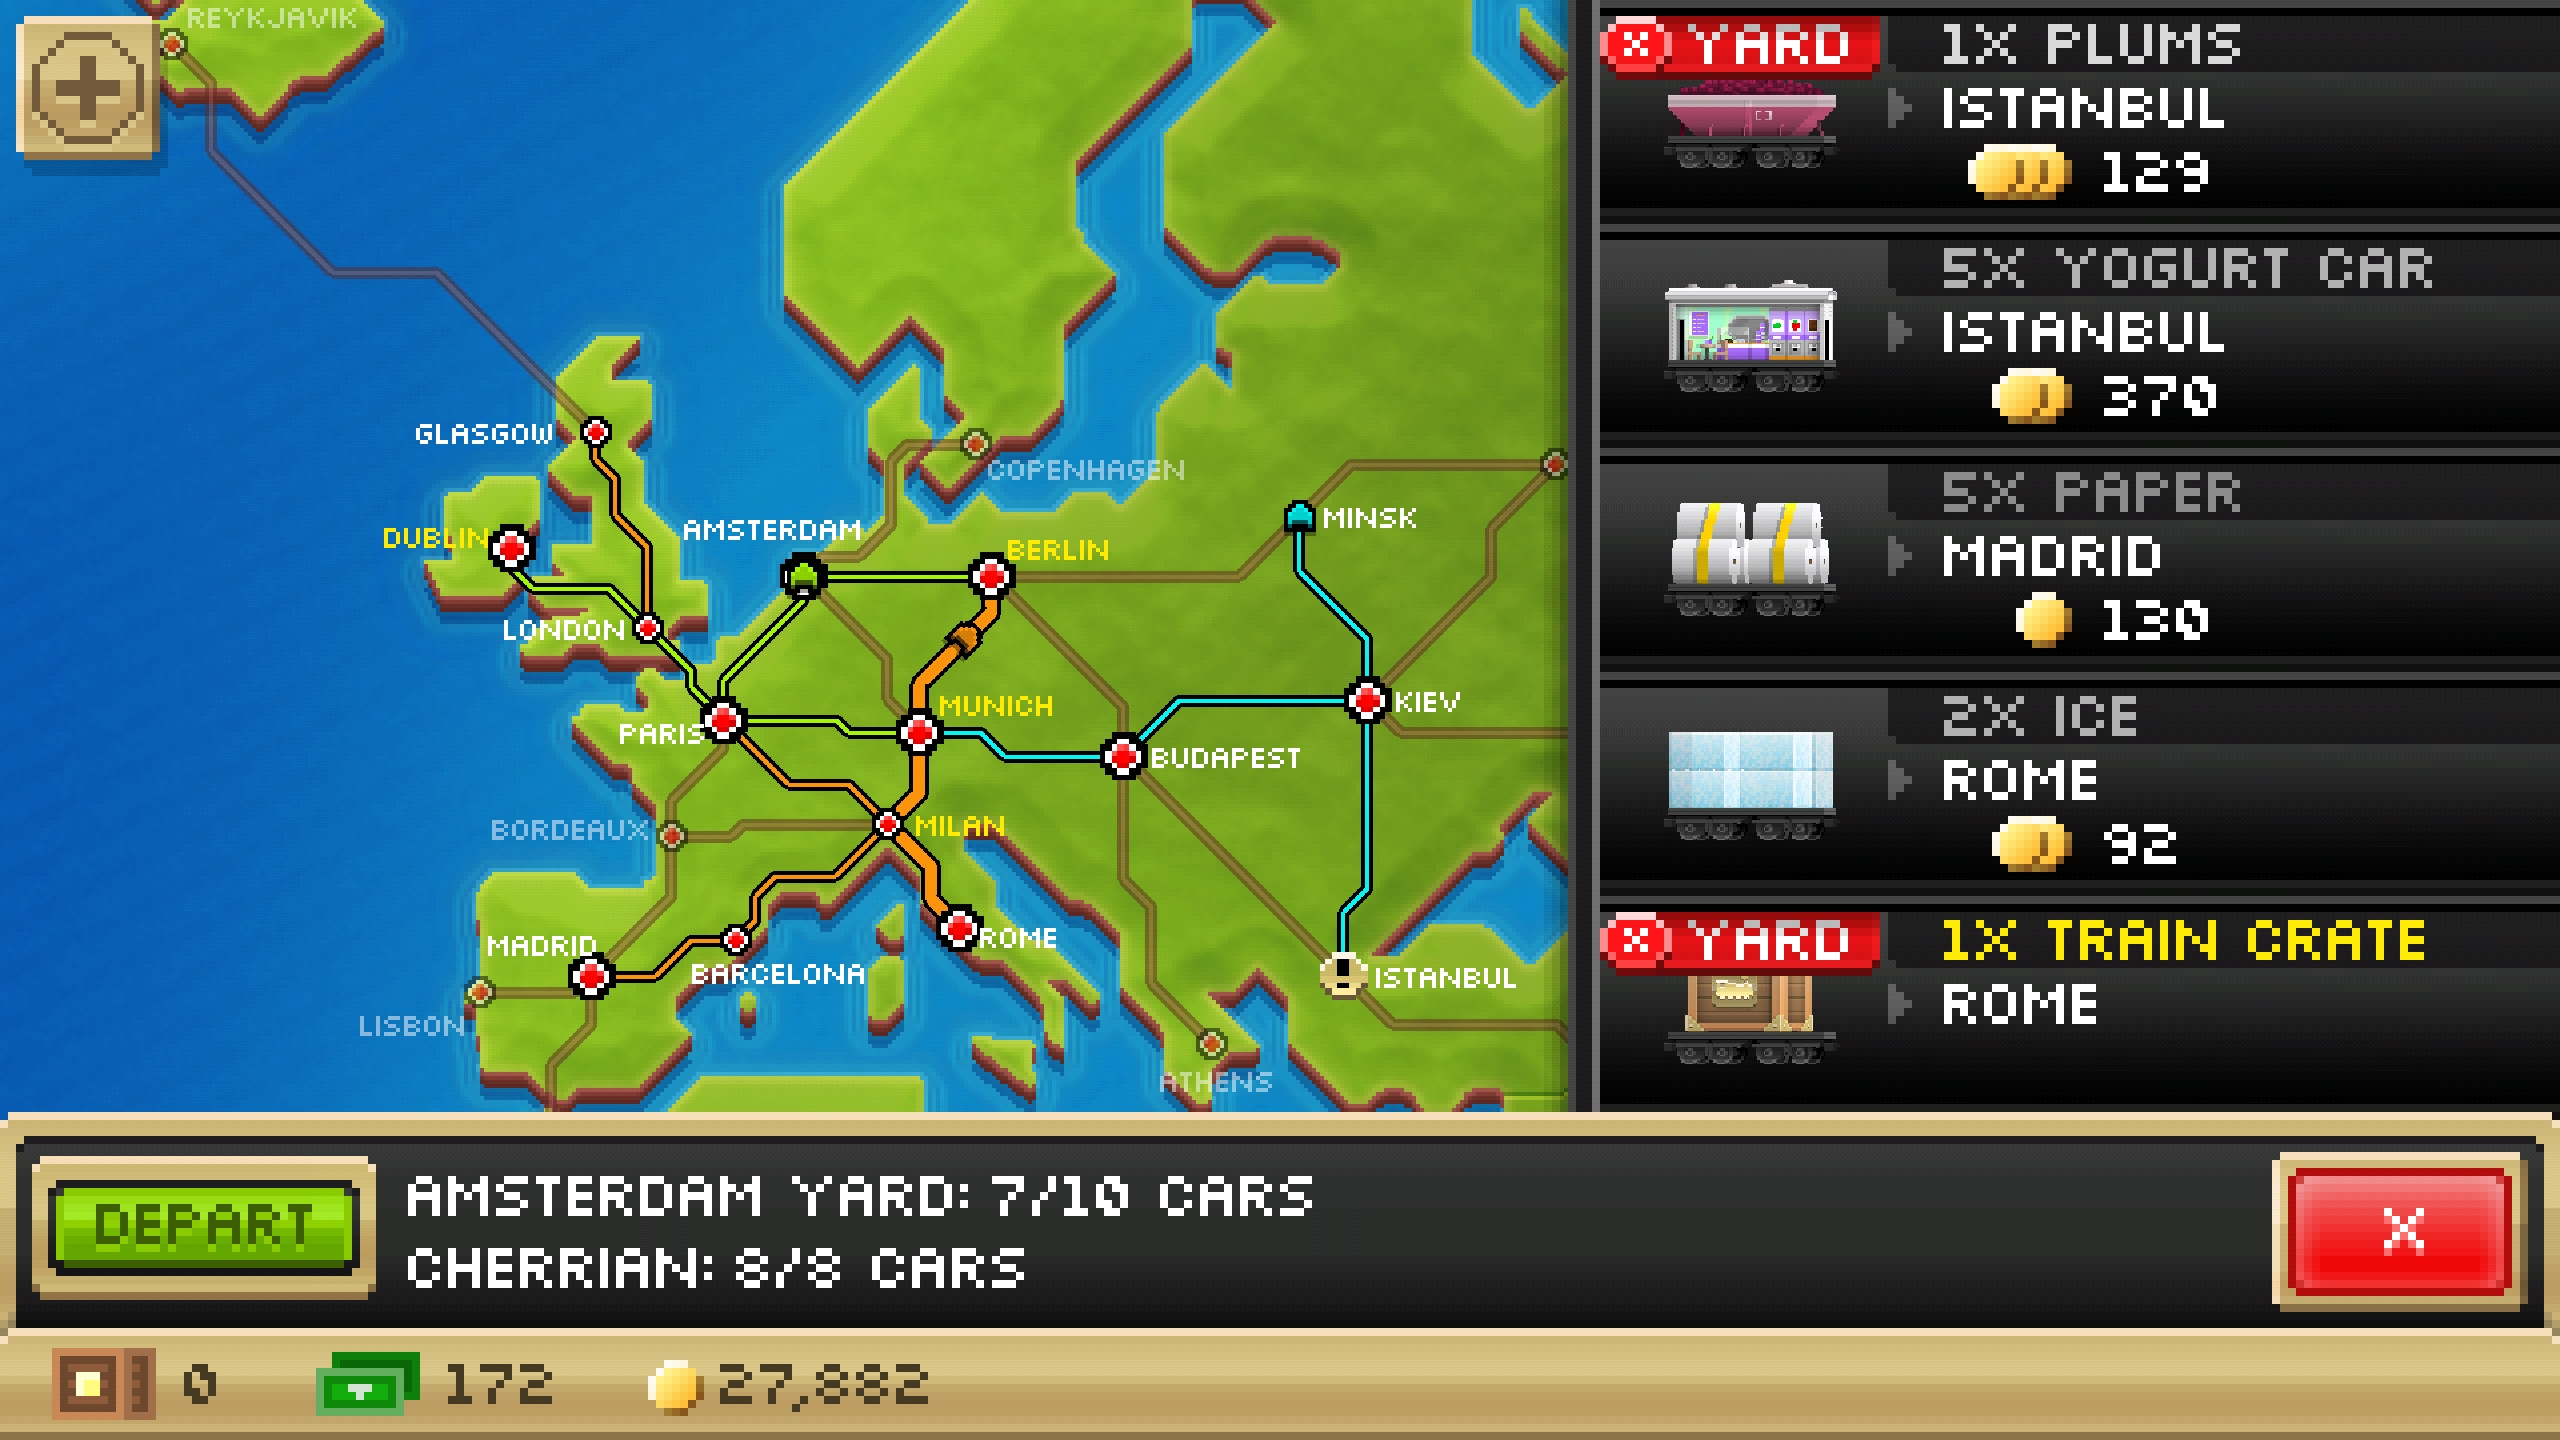 REYKJAVIK
GLASGOW
COPENHAGEN
DUBLIN
AMSTERDAM
BERLIN
MINSK
LONDON
PARIS
MUNICH
KIEV
BUDAPEST
BORDEAUX
MILAN
MADRID
BARCELONA
ROME
ISTANBUL
LISBON
ATHENS
X YARD
1X PLUMS
ISTANBUL
129
5X YOGURT CAR
ISTANBUL
370
5X PAPER
MADRID
130
2X ICE
ROME
92
X YARD
1X TRAIN CRATE
ROME
DEPART
AMSTERDAM YARD: 7/10 CARS
CHERRIAN: 8/8 CARS
X
0
172
27,882